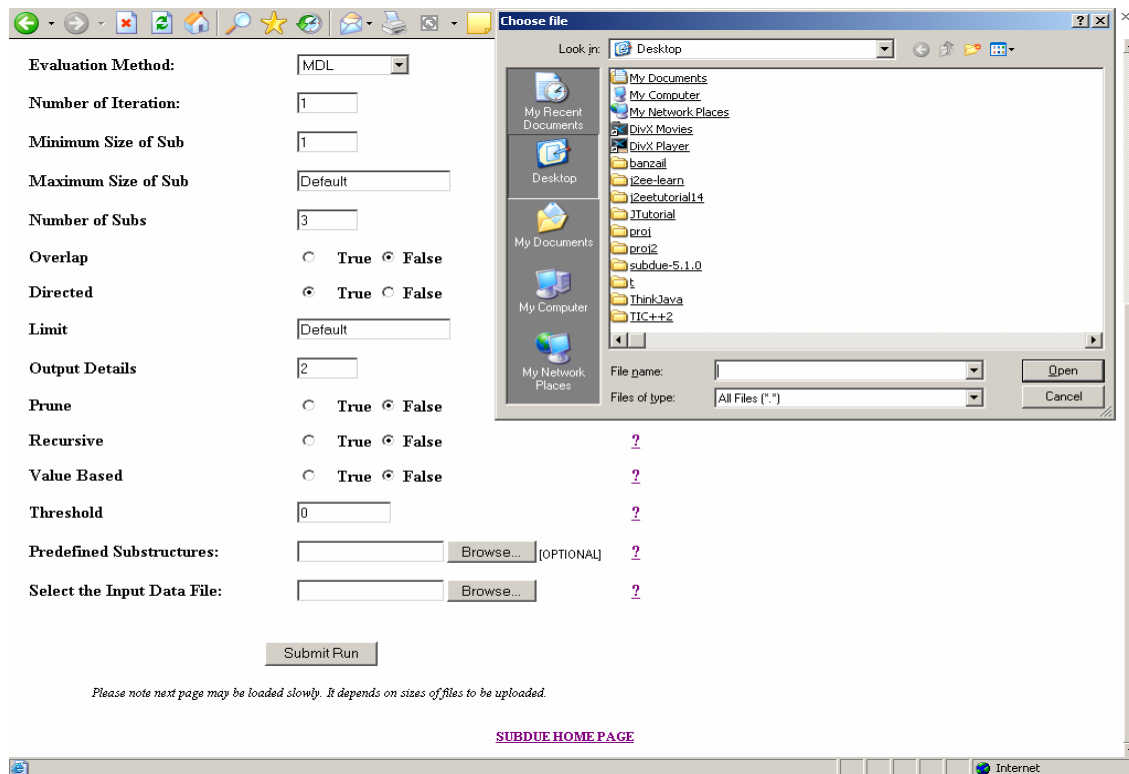 Choose file
Look in: Desktop
My Recent Documents
Desktop
My Documents
My Computer
My Network Places
My Documents
My Computer
My Network Places
DivX Movies
DivX Player
banzail
j2ee-learn
j2eetutorial14
JTutorial
proj
proj2
subdue-5.1.0
t
ThinkJava
TIC++2
File name:
Open
Files of type: All Files (*.*)
Cancel
Evaluation Method: MDL
Number of Iteration: 1
Minimum Size of Sub 1
Maximum Size of Sub Default
Number of Subs 3
Overlap True False
Directed True False
Limit Default
Output Details 2
Prune True False
Recursive True False ?
Value Based True False ?
Threshold 0 ?
Predefined Substructures: Browse... [OPTIONAL] ?
Select the Input Data File: Browse... ?
Submit Run
Please note next page may be loaded slowly. It depends on sizes of files to be uploaded.
SUBDUE HOME PAGE
Internet